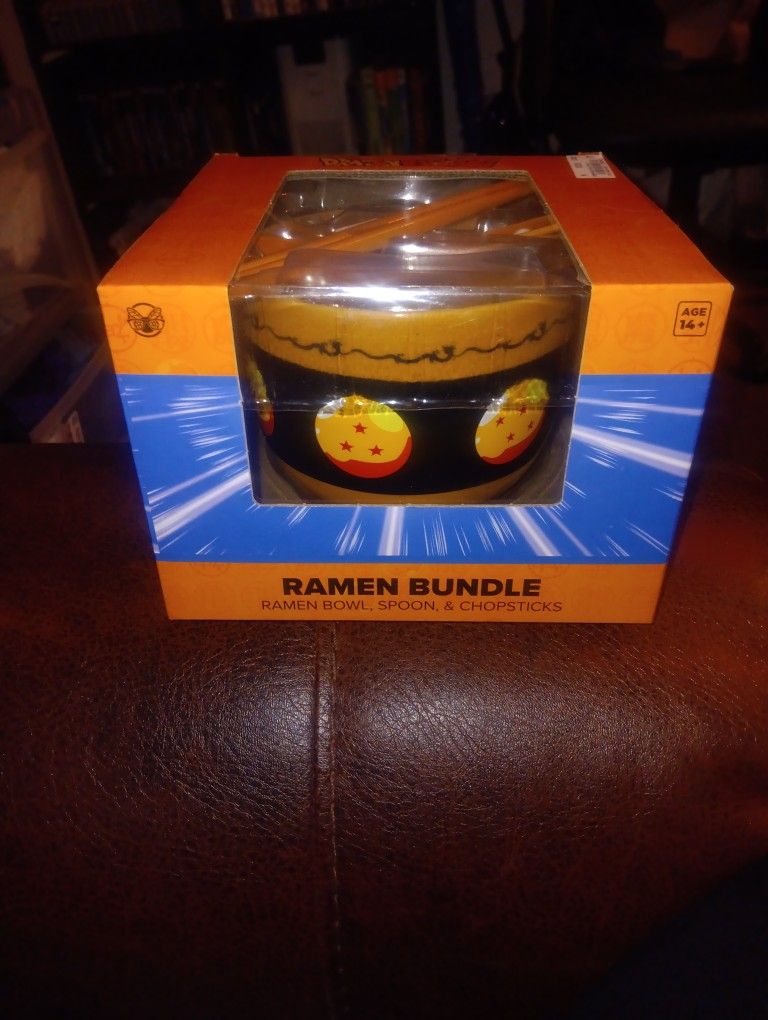 AGE
14+
RAMEN BUNDLE
RAMEN BOWL, SPOON, & CHOPSTICKS